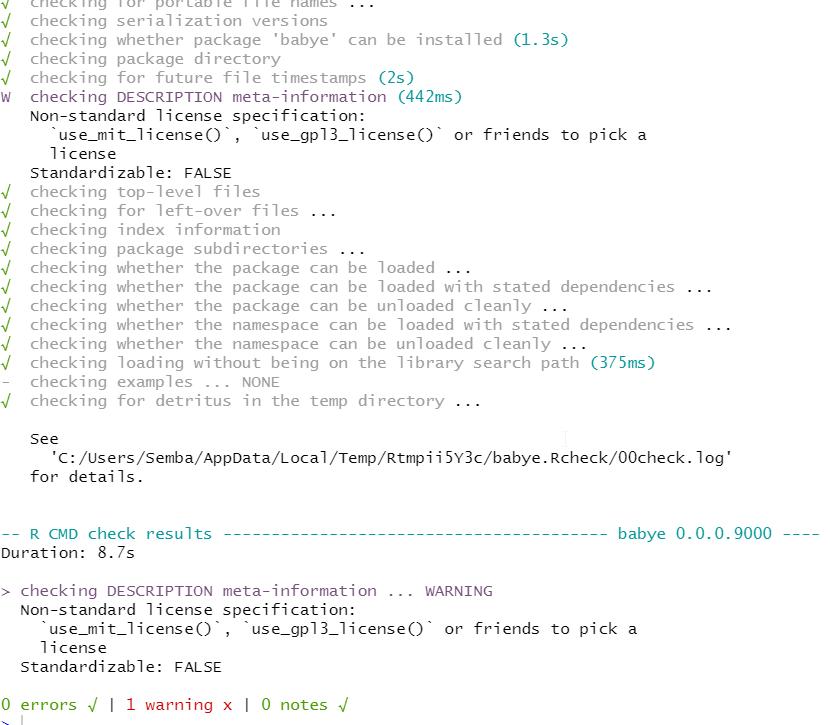 √  checking for portable file names ...
√  checking serialization versions
√  checking whether package 'babye' can be installed (1.3s)
√  checking package directory
√  checking for future file timestamps (2s)
W  checking DESCRIPTION meta-information (442ms)
   Non-standard license specification:
     `use_mit_license()`, `use_gpl3_license()` or friends to pick a
     license
   Standardizable: FALSE
√  checking top-level files
√  checking for left-over files ...
√  checking index information
√  checking package subdirectories ...
√  checking whether the package can be loaded ...
√  checking whether the package can be loaded with stated dependencies ...
√  checking whether the package can be unloaded cleanly ...
√  checking whether the namespace can be loaded with stated dependencies ...
√  checking whether the namespace can be unloaded cleanly ...
√  checking loading without being on the library search path (375ms)
-  checking examples ... NONE
√  checking for detritus in the temp directory ...
   See
     'C:/Users/Semba/AppData/Local/Temp/Rtmpii5Y3c/babye.Rcheck/00check.log'
   for details.
-- R CMD check results ---------------------------------------- babye 0.0.0.9000 ----
Duration: 8.7s
> checking DESCRIPTION meta-information ... WARNING
  Non-standard license specification:
    `use_mit_license()`, `use_gpl3_license()` or friends to pick a
    license
  Standardizable: FALSE
0 errors √ | 1 warning x | 0 notes √
>